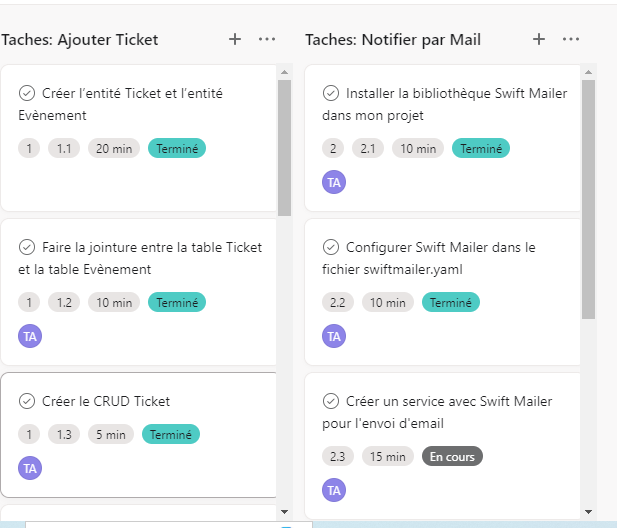 Taches: Ajouter Ticket
Créer l’entité Ticket et l’entité
Evènement
1 1.1 20 min Terminé
Faire la jointure entre la table Ticket
et la table Evènement
1 1.2 10 min Terminé
TA
Créer le CRUD Ticket
1 1.3 5 min Terminé
TA
Taches: Notifier par Mail
Installer la bibliothèque Swift Mailer
dans mon projet
2 2.1 10 min Terminé
TA
Configurer Swift Mailer dans le
fichier swiftmailer.yaml
2.2 10 min Terminé
TA
Créer un service avec Swift Mailer
pour l'envoi d'email
2.3 15 min En cours
TA